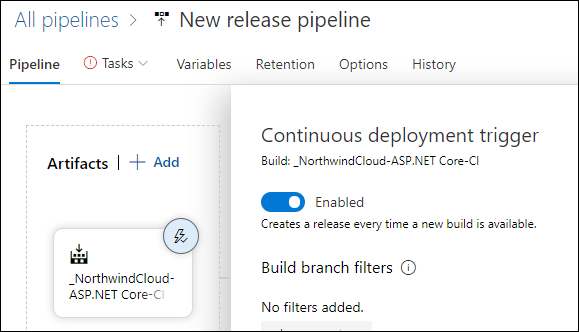 All pipelines > New release pipeline
Pipeline Tasks Variables Retention Options History
Artifacts | + Add
_NorthwindCloud-
ASP.NET Core-CI
Continuous deployment trigger
Build: _NorthwindCloud-ASP.NET Core-CI
Enabled
Creates a release every time a new build is available.
Build branch filters
No filters added.